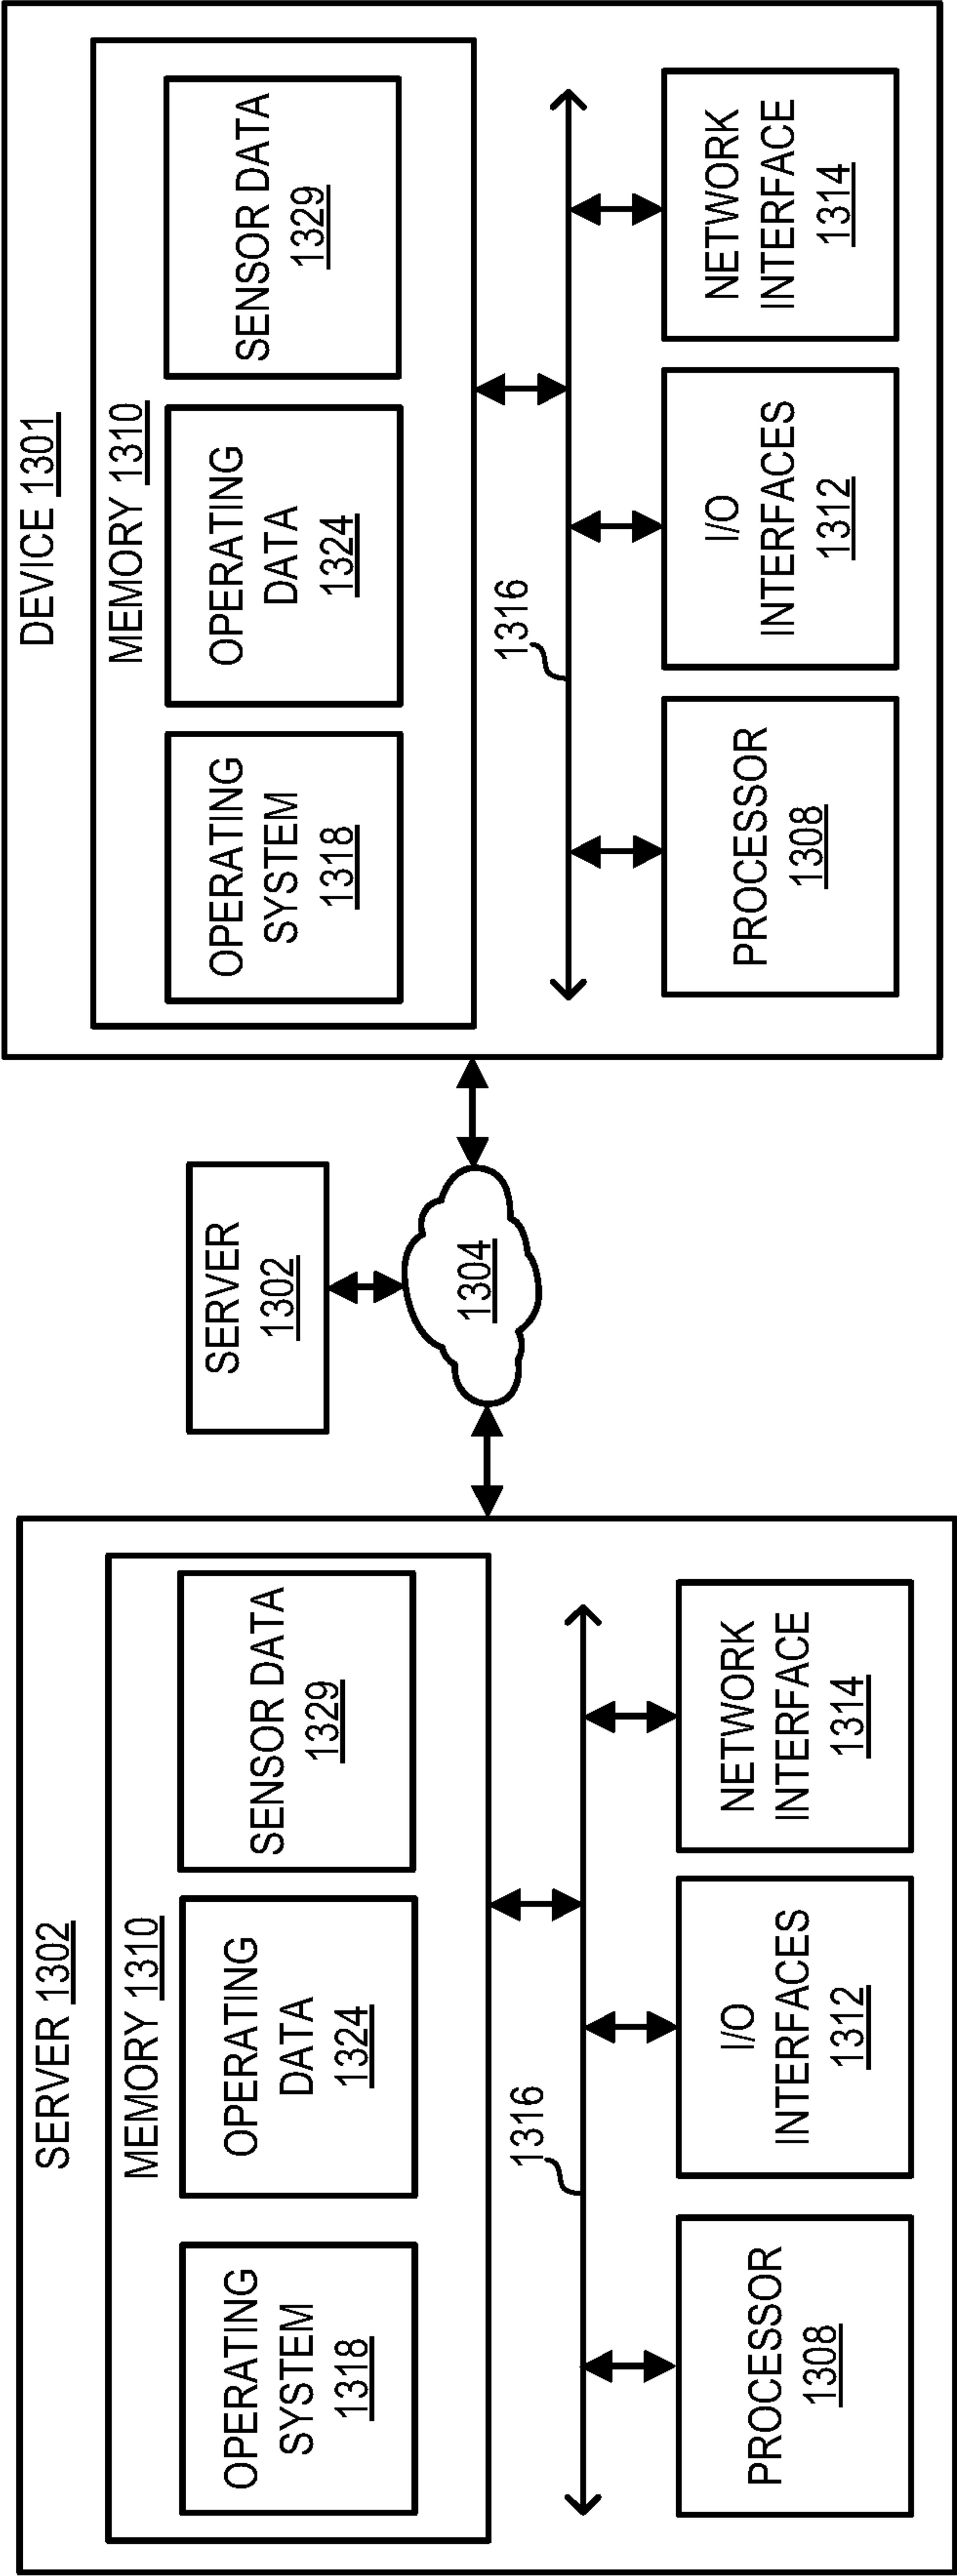 SERVER 1302
MEMORY 1310
OPERATING
SYSTEM
1318
OPERATING
DATA
1324
SENSOR DATA
1329
1316
PROCESSOR
1308
I/O
INTERFACES
1312
NETWORK
INTERFACE
1314
SERVER
1302
1304
DEVICE 1301
MEMORY 1310
OPERATING
SYSTEM
1318
OPERATING
DATA
1324
SENSOR DATA
1329
1316
PROCESSOR
1308
I/O
INTERFACES
1312
NETWORK
INTERFACE
1314